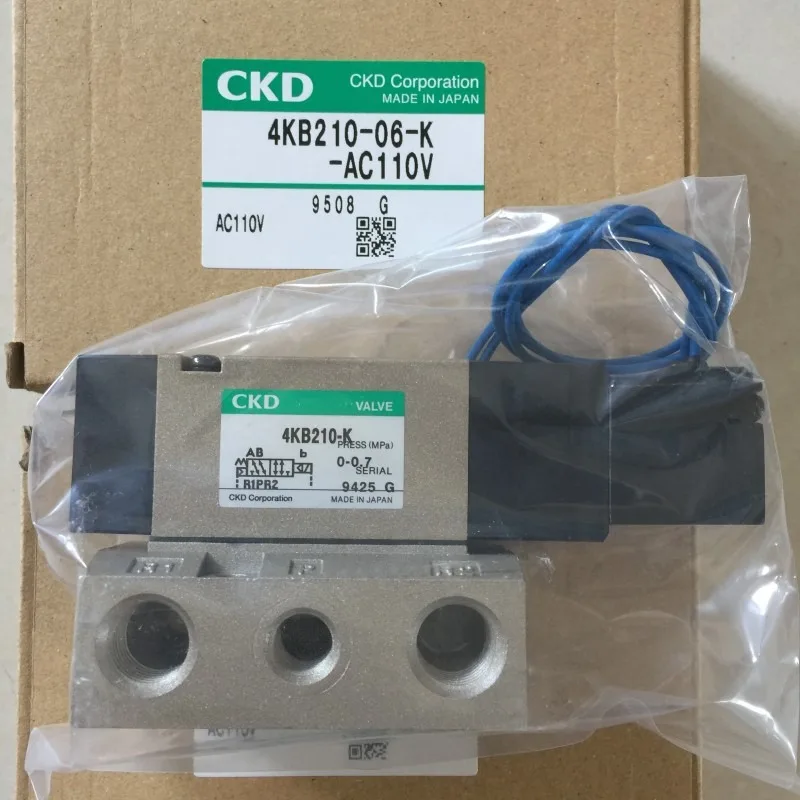 CKD CKD Corporation
MADE IN JAPAN
4KB210-06-K
-AC110V
9508 G
AC110V
CKD VALVE
4KB210-K
PRESS (MPa)
AB b
0-0.7
SERIAL
R1PR2
9425 G
CKD Corporation MADE IN JAPAN
R1 P R2
AC110V